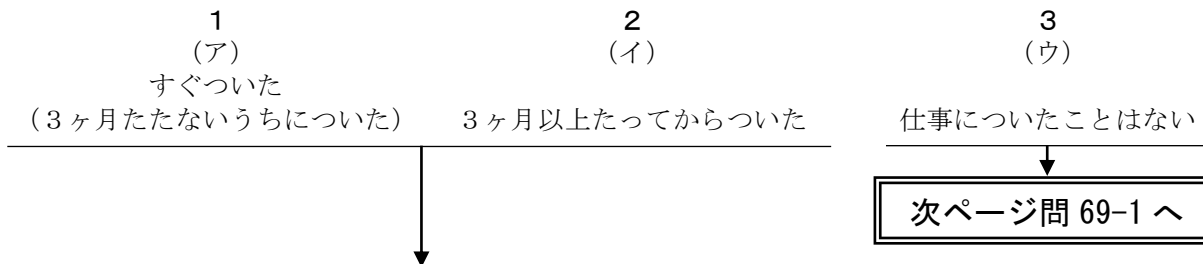 1 2 3
(ア) (イ) (ウ)
すぐついた
(3ヶ月たたないうちについた) 3ヶ月以上たってからついた 仕事についたことはない
次ページ問 69-1 へ